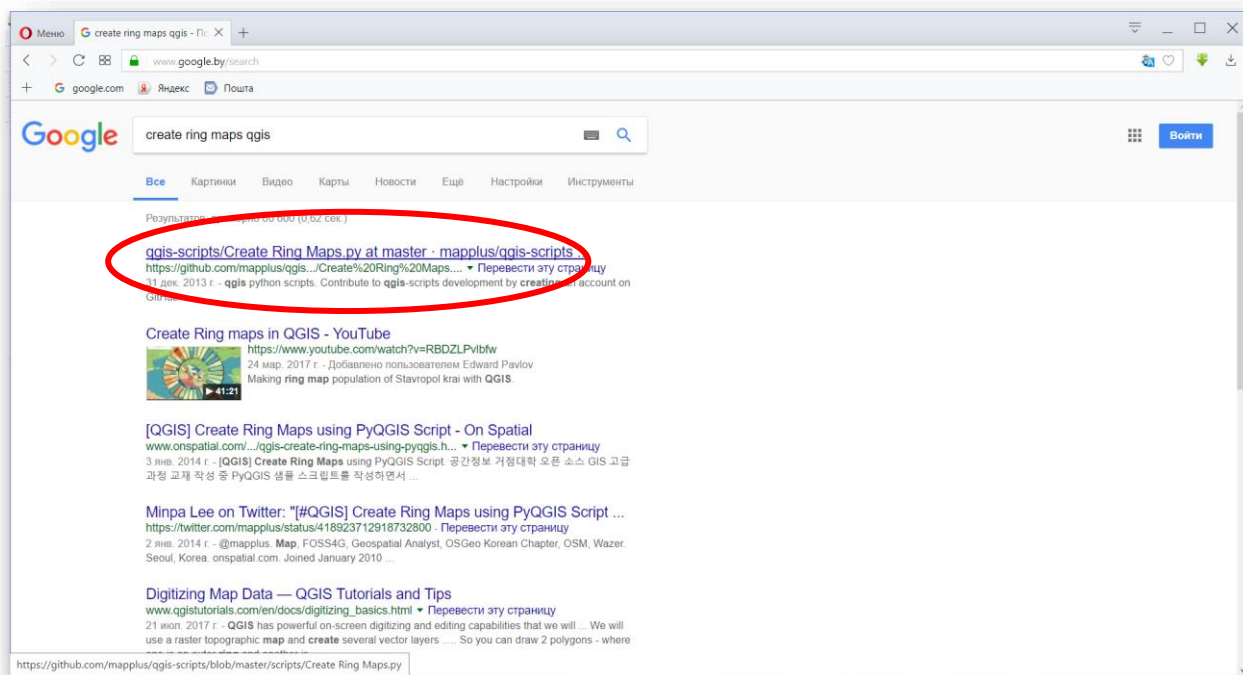 Меню
create ring maps qgis - По
www.google.by/search
google.com Яндекс Почта
Google
create ring maps qgis
Войти
Все Картинки Видео Карты Новости Ещё Настройки Инструменты
Результатов: (0,62 сек.)
qgis-scripts/Create Ring Maps.py at master · mapplus/qgis-scripts ...
https://github.com/mapplus/qgis.../Create%20Ring%20Maps.... Перевести эту страницу
31 дек. 2013 г. - qgis python scripts. Contribute to qgis-scripts development by creating an account on
GitHub
Create Ring maps in QGIS - YouTube
https://www.youtube.com/watch?v=RBDZLPvIbfw
24 мар. 2017 г. - Добавлено пользователем Edward Pavlov
Making ring map population of Stavropol krai with QGIS.
41:21
[QGIS] Create Ring Maps using PyQGIS Script - On Spatial
www.onspatial.com/.../qgis-create-ring-maps-using-pyqgis.h... Перевести эту страницу
3 янв. 2014 г. - [QGIS] Create Ring Maps using PyQGIS Script. 공간정보 거점대학 오픈 소스 GIS 고급
과정 교재 작성 중 PyQGIS 샘플 스크립트를 작성하면서 ...
Minpa Lee on Twitter: "[#QGIS] Create Ring Maps using PyQGIS Script ...
https://twitter.com/mapplus/status/418923712918732800 - Перевести эту страницу
2 янв. 2014 г. - @mapplus. Map, FOSS4G, Geospatial Analyst, OSGeo Korean Chapter, OSM, Wazer.
Seoul, Korea. onspatial.com. Joined January 2010 ...
Digitizing Map Data — QGIS Tutorials and Tips
www.qgistutorials.com/en/docs/digitizing_basics.html Перевести эту страницу
21 июл. 2017 г. - QGIS has powerful on-screen digitizing and editing capabilities that we will ... We will
use a raster topographic map and create several vector layers ..... So you can draw 2 polygons - where
https://github.com/mapplus/qgis-scripts/blob/master/scripts/Create Ring Maps.py